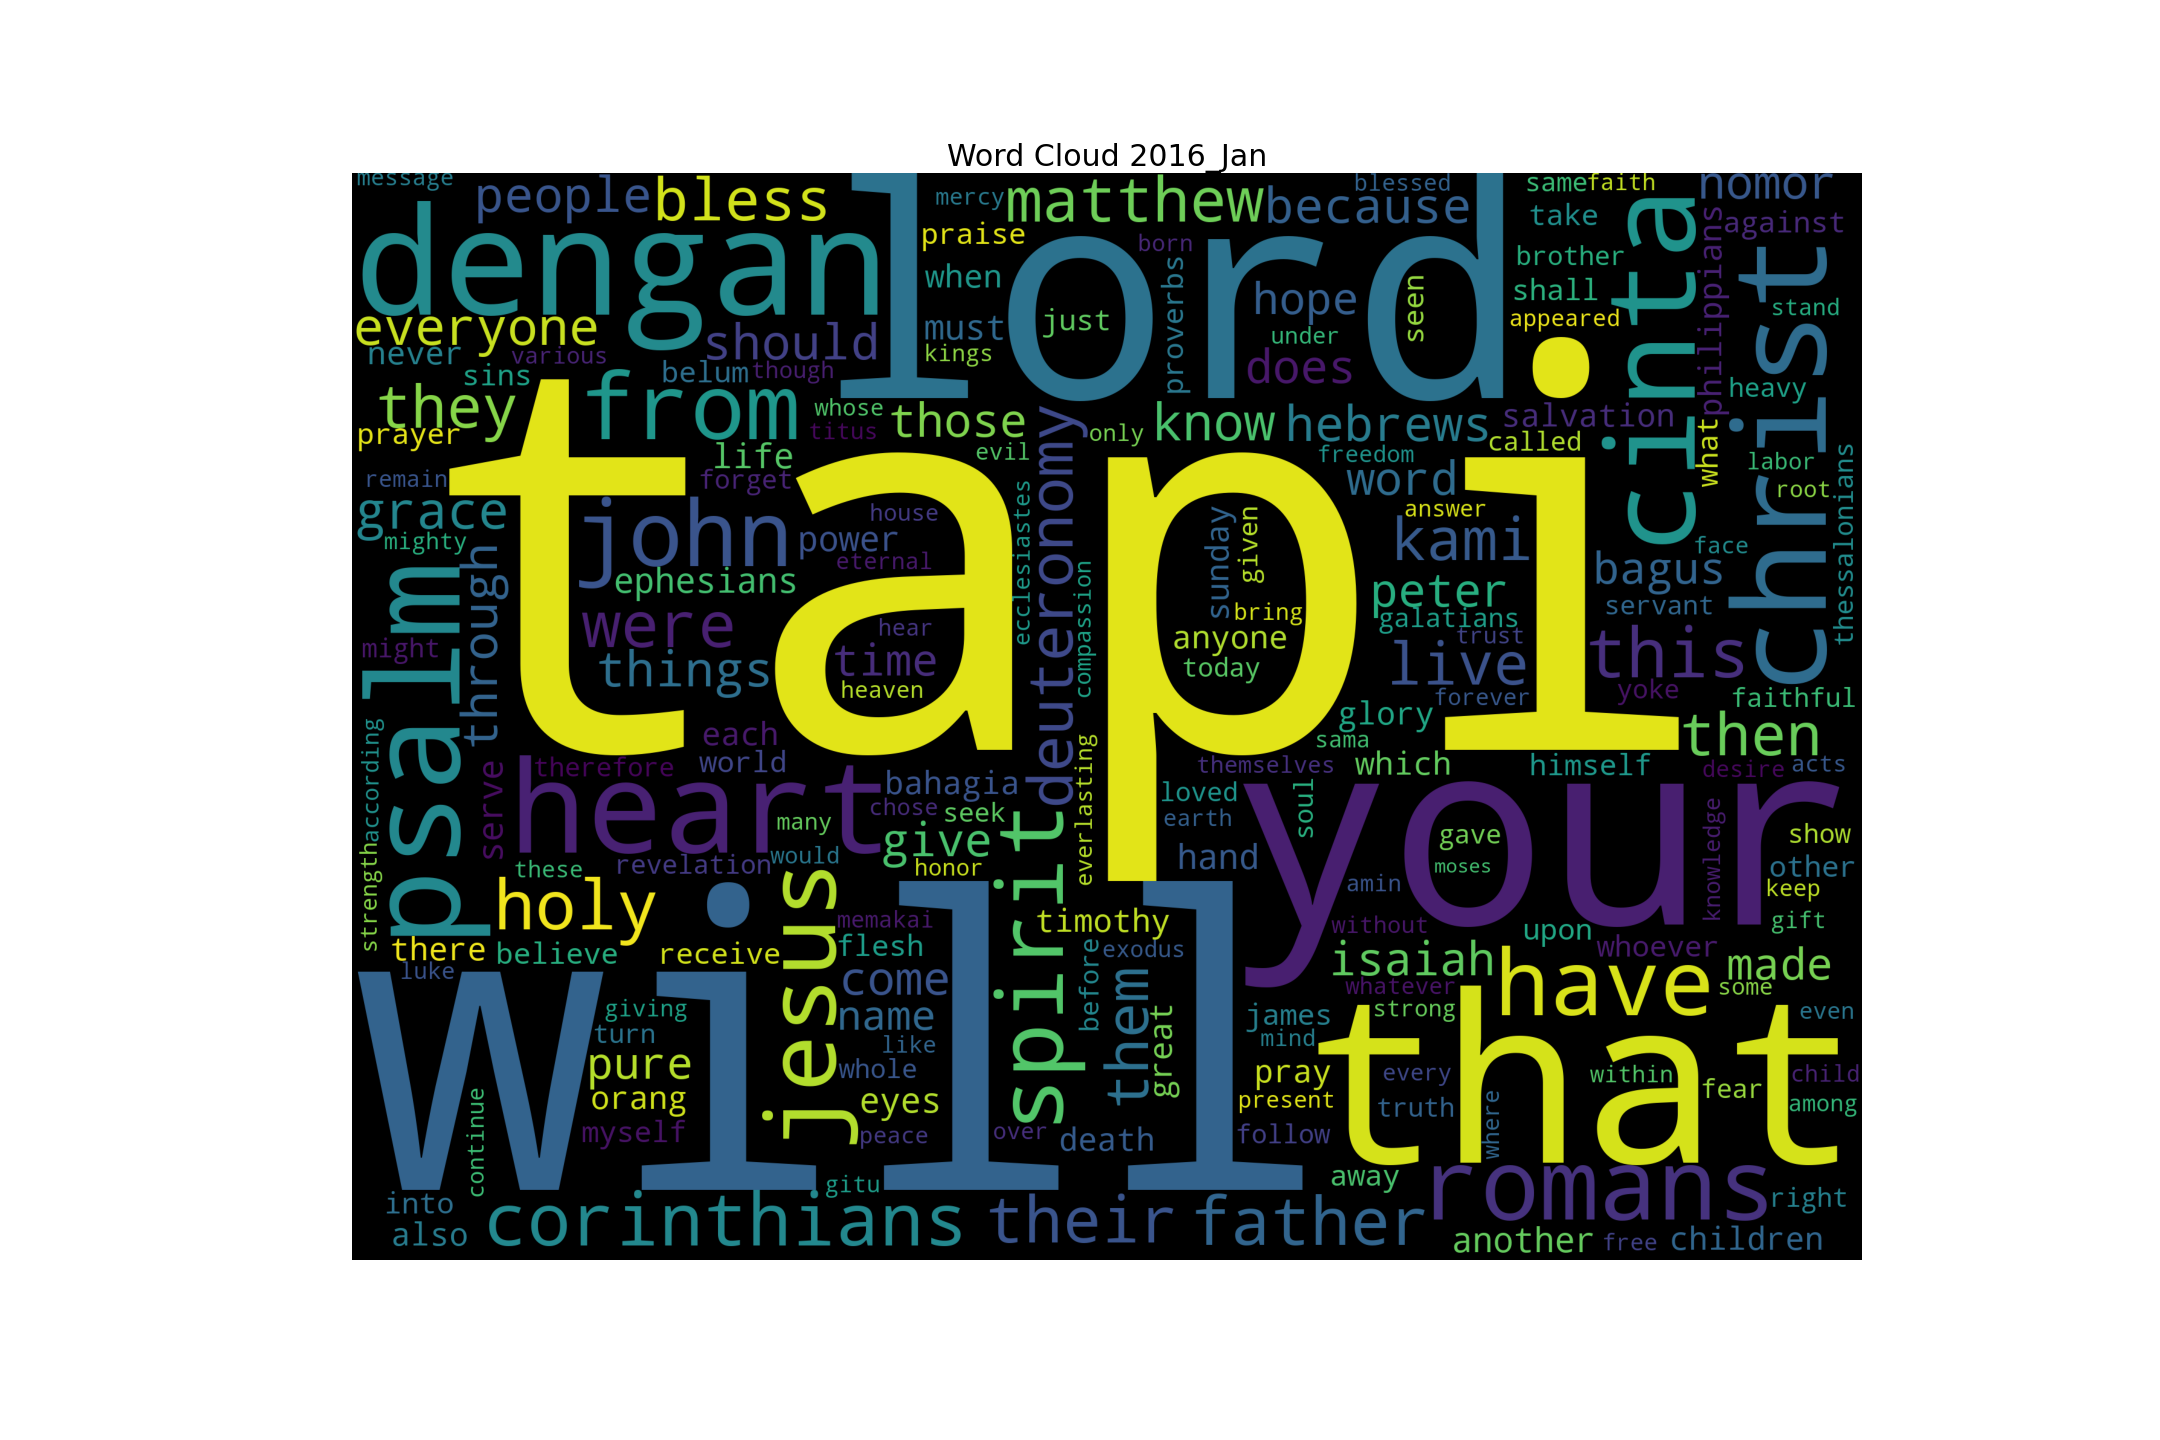 Word Cloud 2016_Jan
message
people
bless
lord
mercy
matthew
because
blessed
same
faith
nomor
dengan
praise
born
take
cinta
philippians
against
when
proverbs
hope
seen
brother
shall
christ
everyone
should
must
just
under
appeared
stand
never
various
kings
does
sins
belum
though
heavy
they
from
whose
those
only
know
hebrews
salvation
prayer
titus
called
what
life
evil
freedom
labor
remain
forget
tapi
word
root
thessalonians
grace
john
house
ecclesiastes
deuteronomy
sunday
given
answer
kami
mighty
power
face
through
eternal
bagus
psalm
ephesians
compassion
bring
peter
servant
were
hear
anyone
galatians
this
might
things
time
today
trust
live
heaven
forever
yoke
faithful
glory
according
each
sama
then
world
everlasting
themselves
which
himself
desire
acts
serve
therefore
heart
bahagia
loved
your
chose
seek
soul
many
earth
gave
show
strength
give
spirit
knowledge
these
revelation
would
honor
hand
moses
other
holy
jesus
amin
keep
memakai
timothy
without
upon
gift
there
believe
receive
flesh
exodus
isaiah
whoever
luke
will
come
before
them
whatever
have
some
made
giving
name
great
strong
even
turn
like
james
mind
that
pure
whole
pray
every
within
child
orang
eyes
present
truth
fear
among
continue
myself
peace
over
death
follow
where
gitu
away
romans
right
into
also
corinthians
their
father
another
free
children